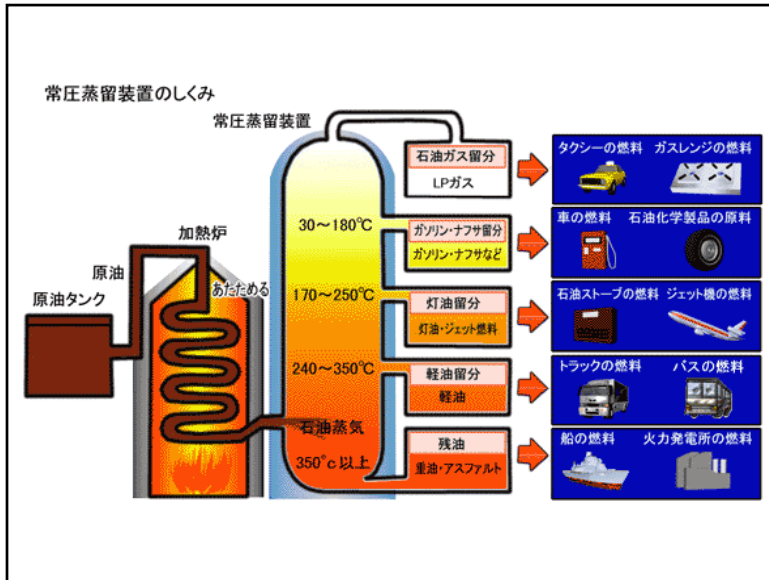 常圧蒸留装置のしくみ
常圧蒸留装置
加熱炉
原油
原油タンク
あたためる
30～180℃
170～250℃
240～350℃
石油蒸気
350°c以上
石油ガス留分
LPガス
タクシーの燃料 ガスレンジの燃料
ガソリン・ナフサ留分
ガソリン・ナフサなど
車の燃料 石油化学製品の原料
灯油留分
灯油・ジェット燃料
石油ストーブの燃料 ジェット機の燃料
軽油留分
軽油
トラックの燃料 バスの燃料
残油
重油・アスファルト
船の燃料 火力発電所の燃料